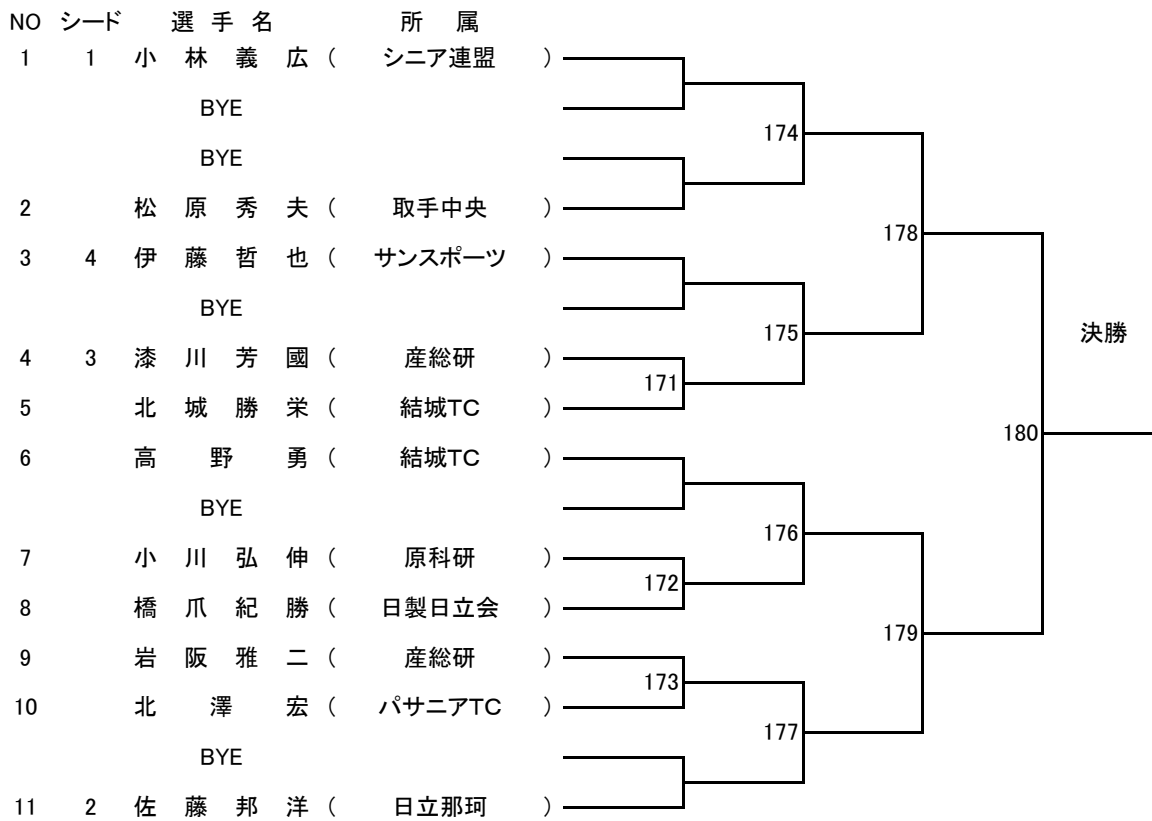 NO シード 選 手 名 所 属
1 1 小 林 義 広 ( シニア連盟 )
BYE
174
BYE
2 松 原 秀 夫 ( 取手中央 )
178
3 4 伊 藤 哲 也 ( サンスポーツ )
BYE
175 決勝
4 3 漆 川 芳 國 ( 産総研 )
171
5 北 城 勝 栄 ( 結城TC )
180
6 高 野 勇 ( 結城TC )
BYE
176
7 小 川 弘 伸 ( 原科研 )
172
8 橋 爪 紀 勝 ( 日製日立会 )
179
9 岩 阪 雅 二 ( 産総研 )
173
10 北 澤 宏 ( パサニアTC )
177
BYE
11 2 佐 藤 邦 洋 ( 日立那珂 )